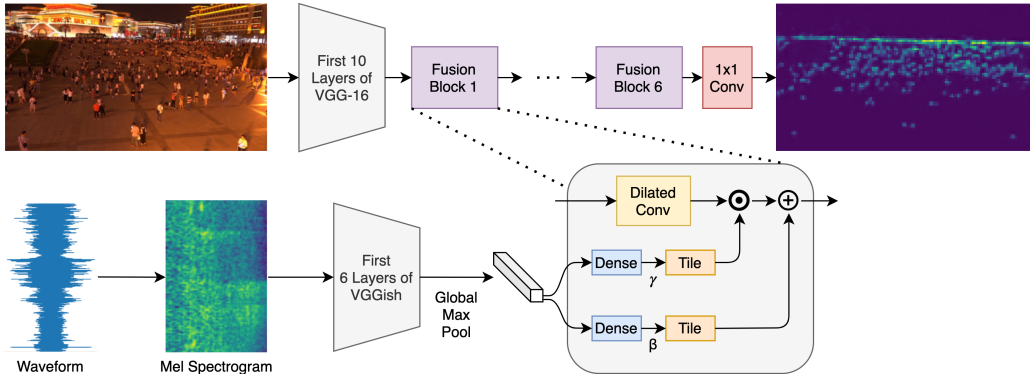 First 10
Layers of
VGG-16
Fusion
Block 1
Fusion
Block 6
1x1
Conv
Dilated
Conv
Dense
γ
Tile
Dense
β
Tile
First
6 Layers of
VGGish
Global
Max
Pool
Waveform
Mel Spectrogram